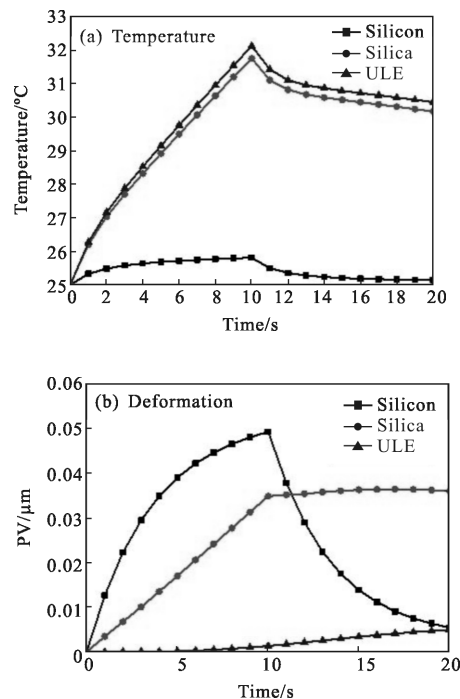 33
(a) Temperature
Silicon
32
Silica
31
ULE
30
29
28
27
26
25
Temperature/°C
0 2 4 6 8 10 12 14 16 18 20
Time/s
0.06
(b) Deformation
Silicon
0.05
Silica
ULE
0.04
0.03
0.02
0.01
0
PV/μm
0 5 10 15 20
Time/s